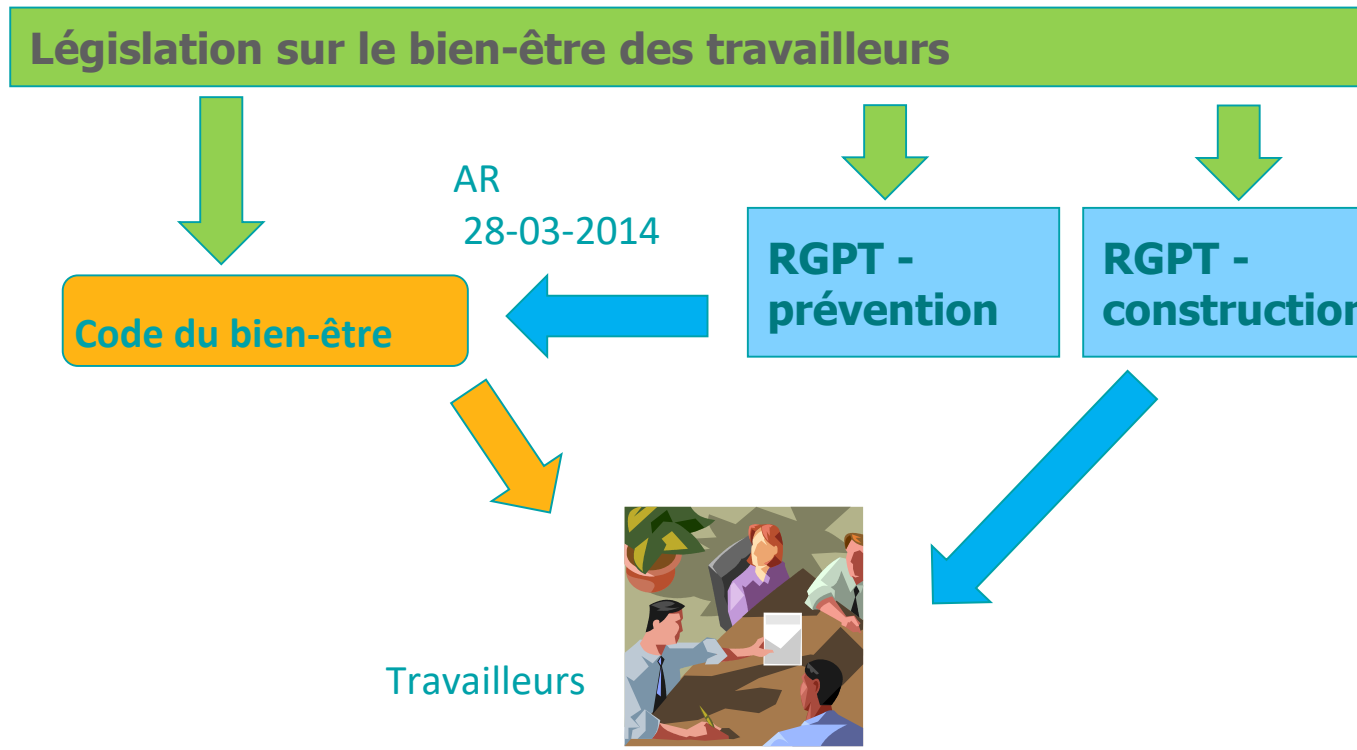 Législation sur le bien-être des travailleurs
AR
28-03-2014
RGPT -
prévention
RGPT -
construction
Code du bien-être
Travailleurs